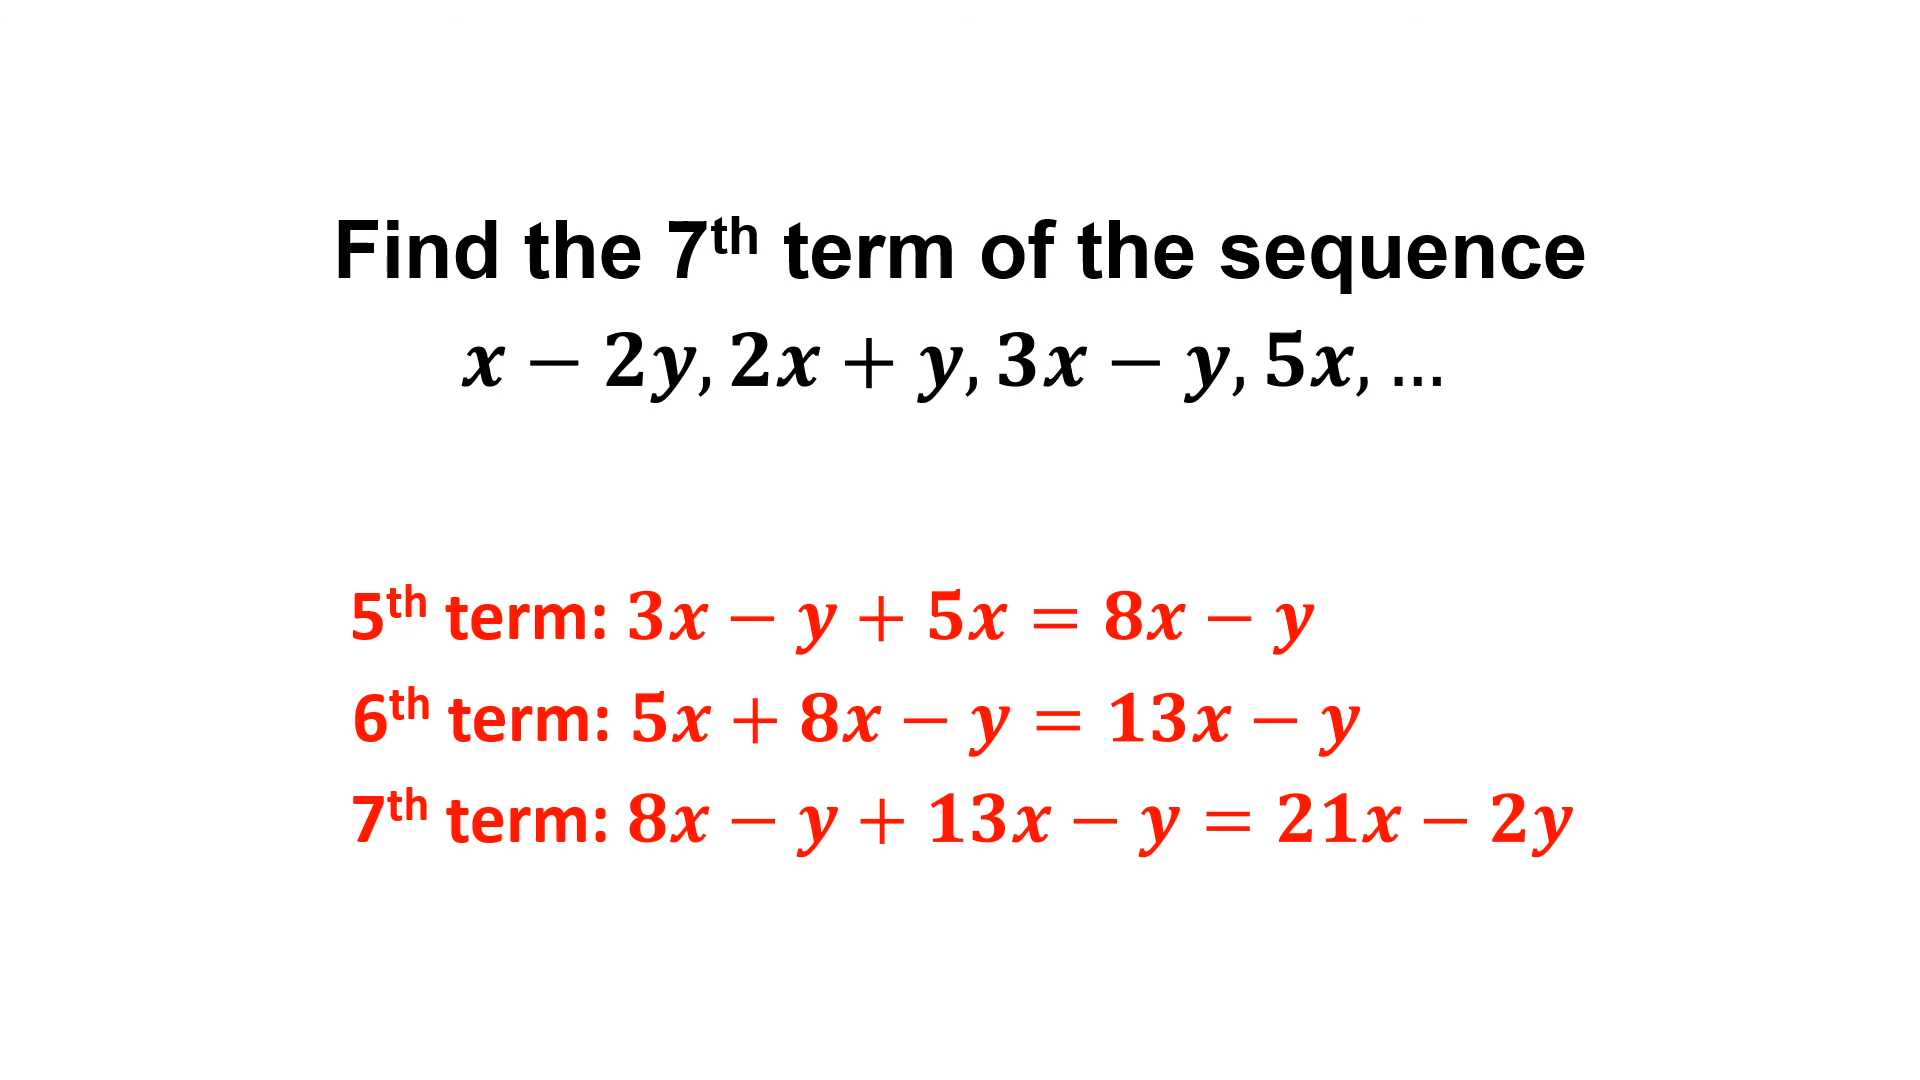 Find the 7th term of the sequence
x − 2y, 2x + y, 3x − y, 5x, …
5th term: 3x − y + 5x = 8x − y
6th term: 5x + 8x − y = 13x − y
7th term: 8x − y + 13x − y = 21x − 2y